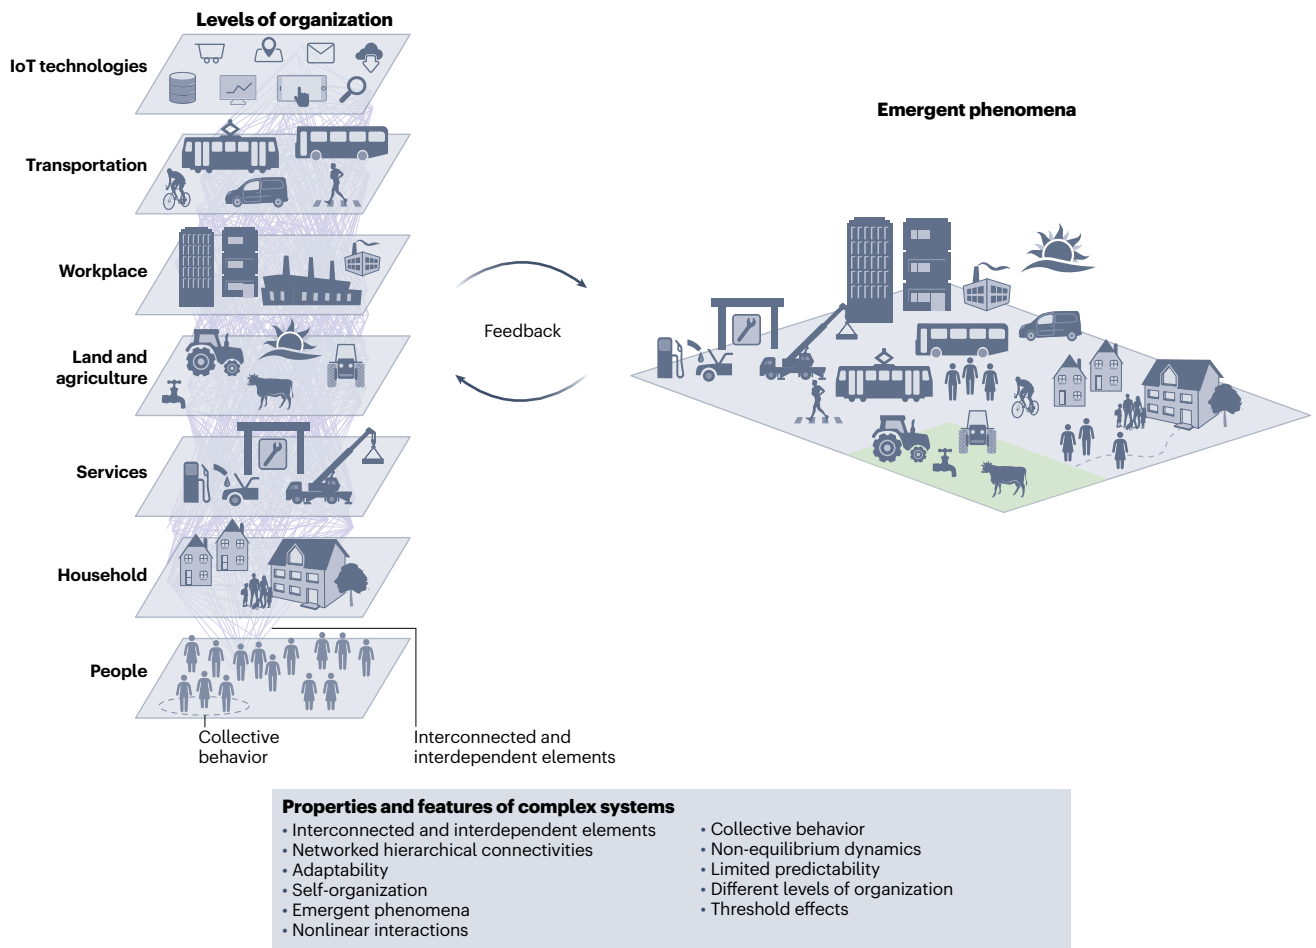 Levels of organization
IoT technologies
Transportation
Workplace
Land and
agriculture
Services
Household
People
Collective
behavior
Interconnected and
interdependent elements
Feedback
Emergent phenomena
Properties and features of complex systems
• Interconnected and interdependent elements
• Networked hierarchical connectivities
• Adaptability
• Self-organization
• Emergent phenomena
• Nonlinear interactions
• Collective behavior
• Non-equilibrium dynamics
• Limited predictability
• Different levels of organization
• Threshold effects